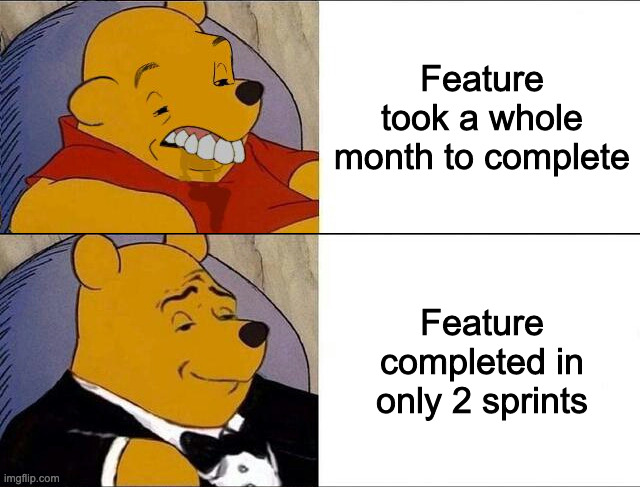 Feature
took a whole
month to complete
Feature
completed in
only 2 sprints
imgflip.com